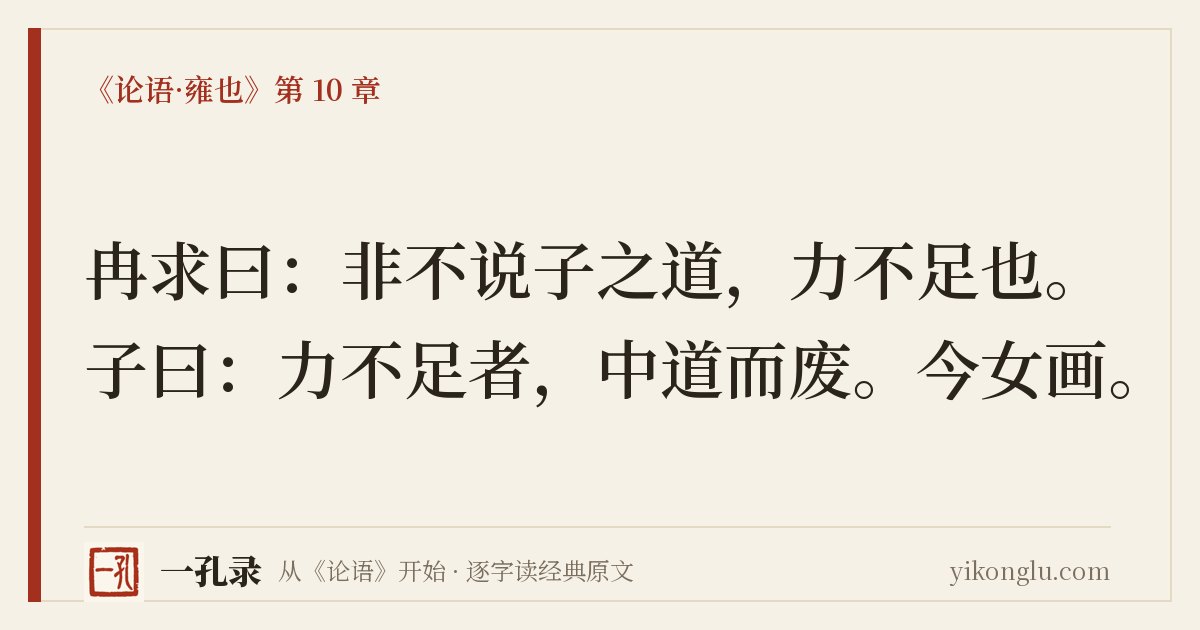 《论语·雍也》第 10 章
冉求曰：非不说子之道，力不足也。
子曰：力不足者，中道而废。今女画。
一孔
一孔录 从《论语》开始 · 逐字读经典原文 yikonglu.com